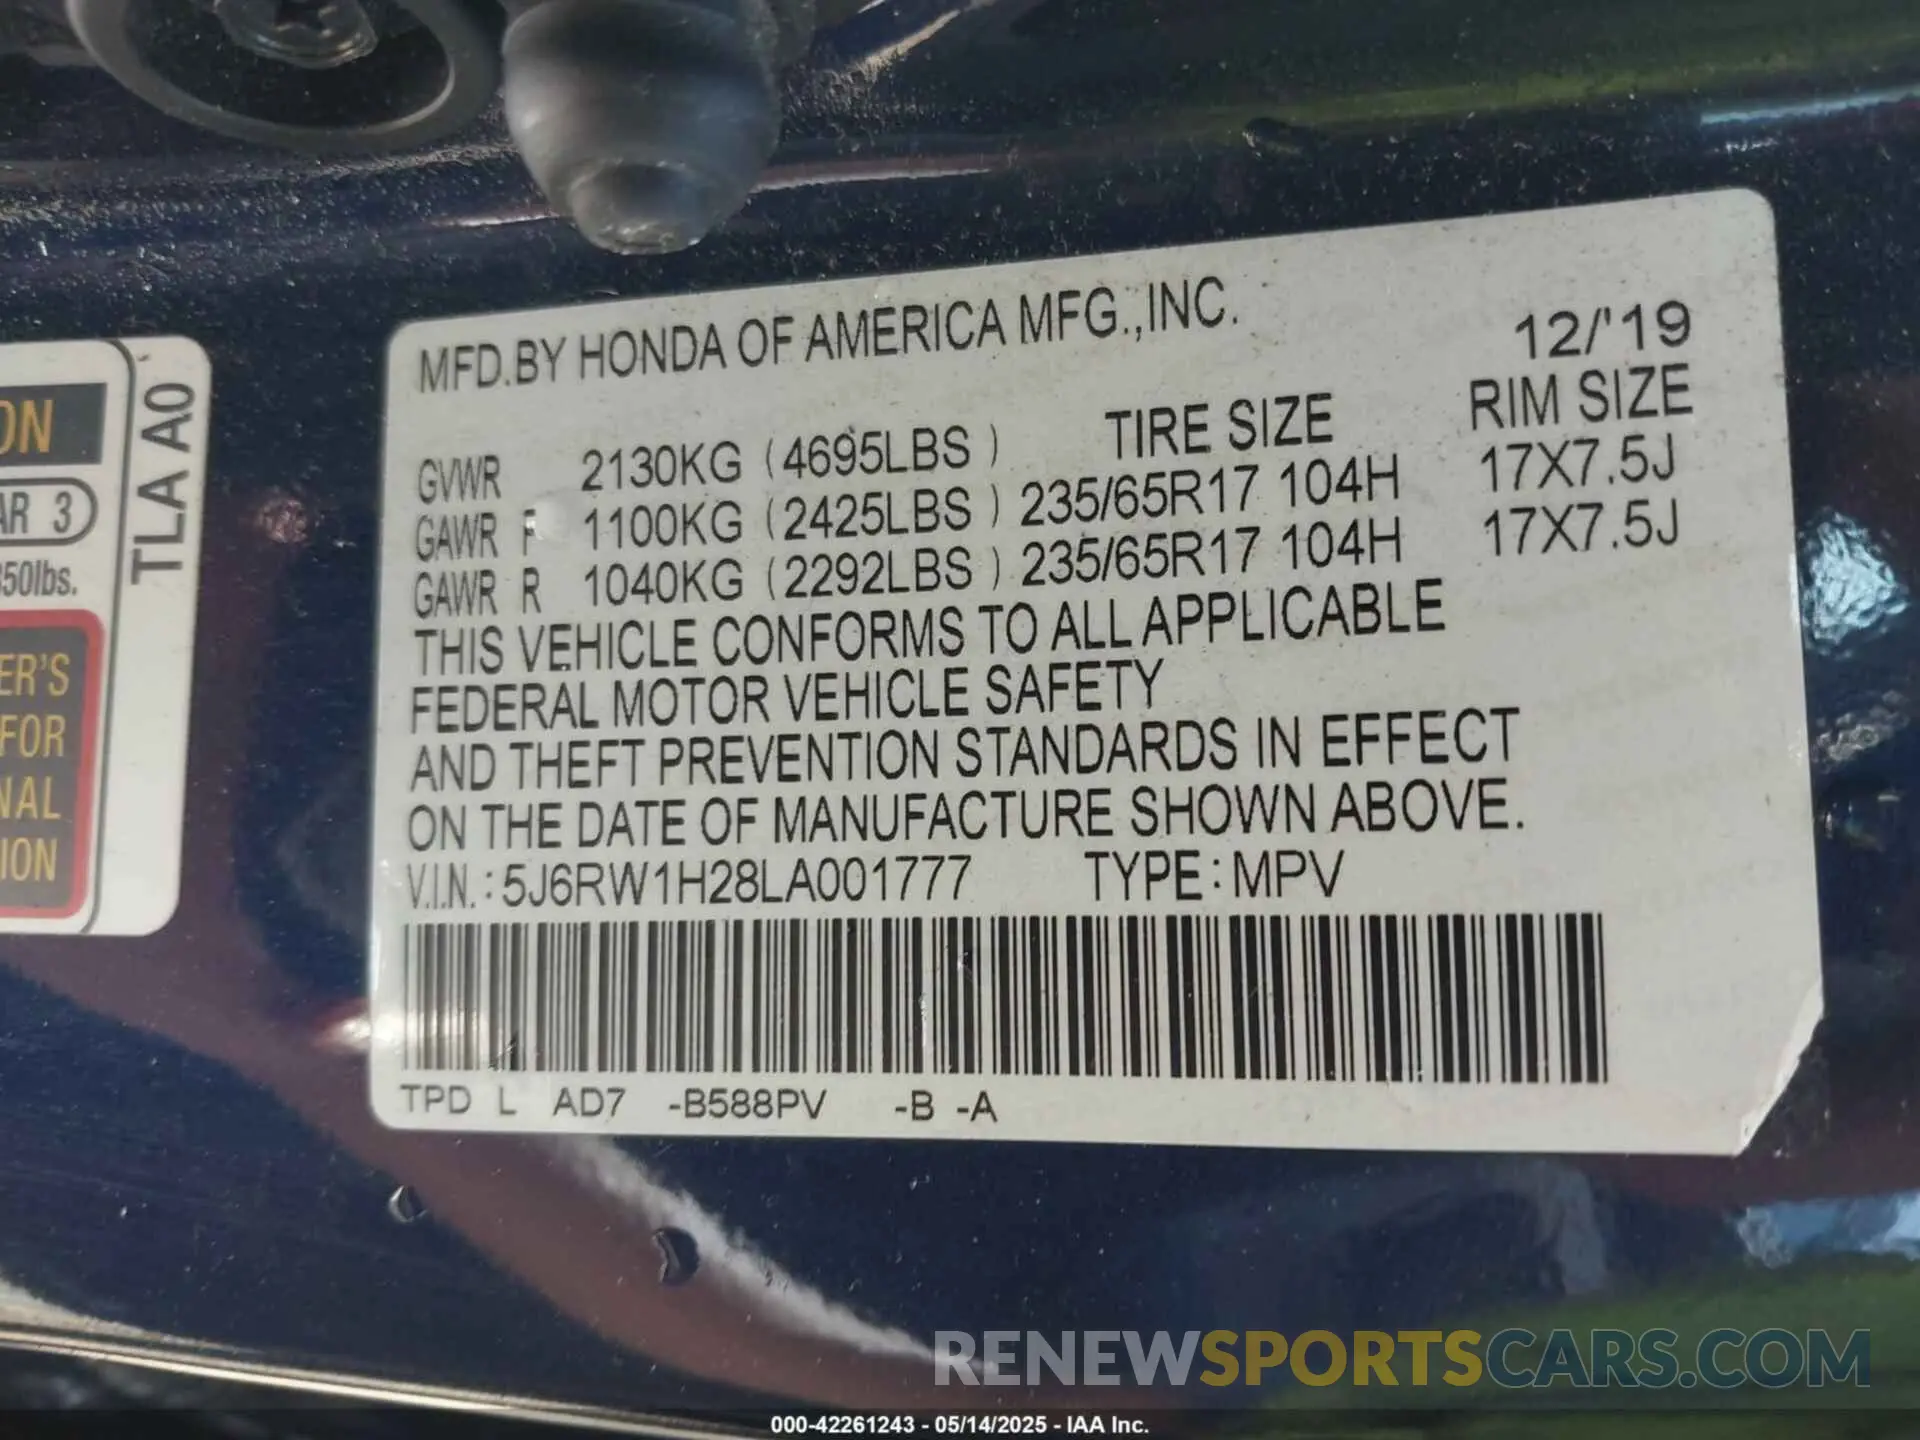 MFD.BY HONDA OF AMERICA MFG.,INC.
12/'19
TIRE SIZE RIM SIZE
GVWR 2130KG (4695LBS )
GAWR F 1100KG (2425LBS ) 235/65R17 104H 17X7.5J
GAWR R 1040KG (2292LBS ) 235/65R17 104H 17X7.5J
THIS VEHICLE CONFORMS TO ALL APPLICABLE
FEDERAL MOTOR VEHICLE SAFETY
AND THEFT PREVENTION STANDARDS IN EFFECT
ON THE DATE OF MANUFACTURE SHOWN ABOVE.
V.I.N.: 5J6RW1H28LA001777 TYPE: MPV
TPD L AD7 -B588PV -B -A
ON
AR 3
350lbs.
ER'S
FOR
NAL
ION
TLA A0
RENEWSPORTSCARS.COM
000-42261243 - 05/14/2025 - IAA Inc.